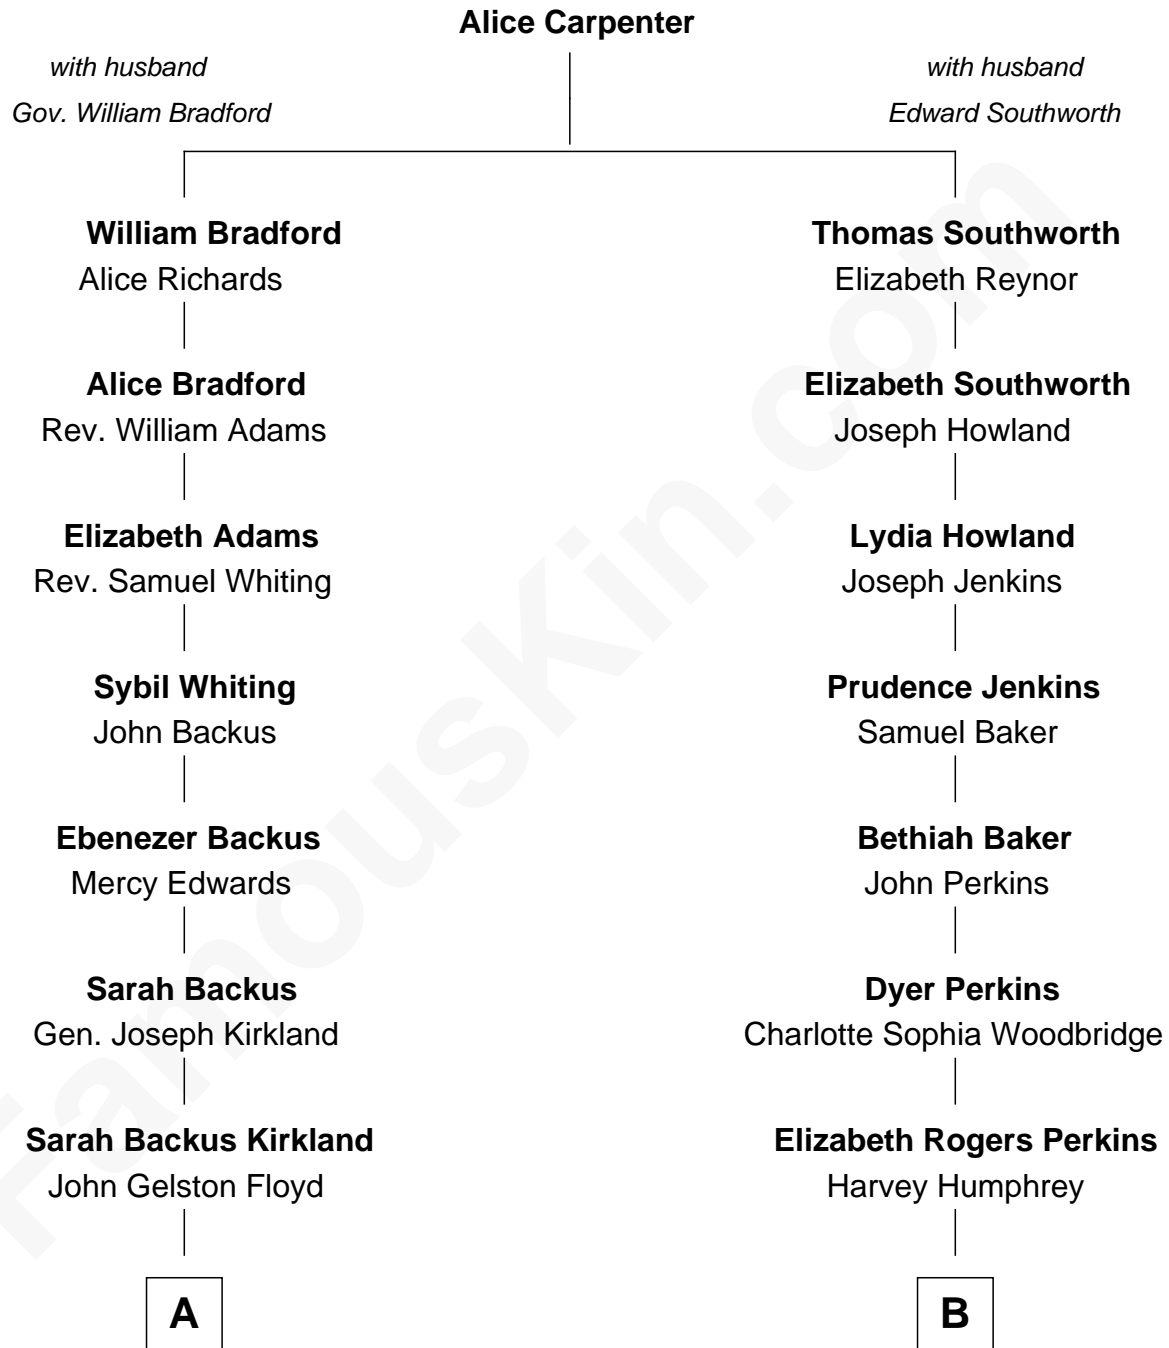 Alice Carpenter
with husband
Gov. William Bradford
with husband
Edward Southworth
William Bradford
Alice Richards
Thomas Southworth
Elizabeth Reynor
Alice Bradford
Rev. William Adams
Elizabeth Southworth
Joseph Howland
Elizabeth Adams
Rev. Samuel Whiting
Lydia Howland
Joseph Jenkins
Sybil Whiting
John Backus
Prudence Jenkins
Samuel Baker
Ebenezer Backus
Mercy Edwards
Bethiah Baker
John Perkins
Sarah Backus
Gen. Joseph Kirkland
Dyer Perkins
Charlotte Sophia Woodbridge
Sarah Backus Kirkland
John Gelston Floyd
Elizabeth Rogers Perkins
Harvey Humphrey
A
B
FamousKin.com